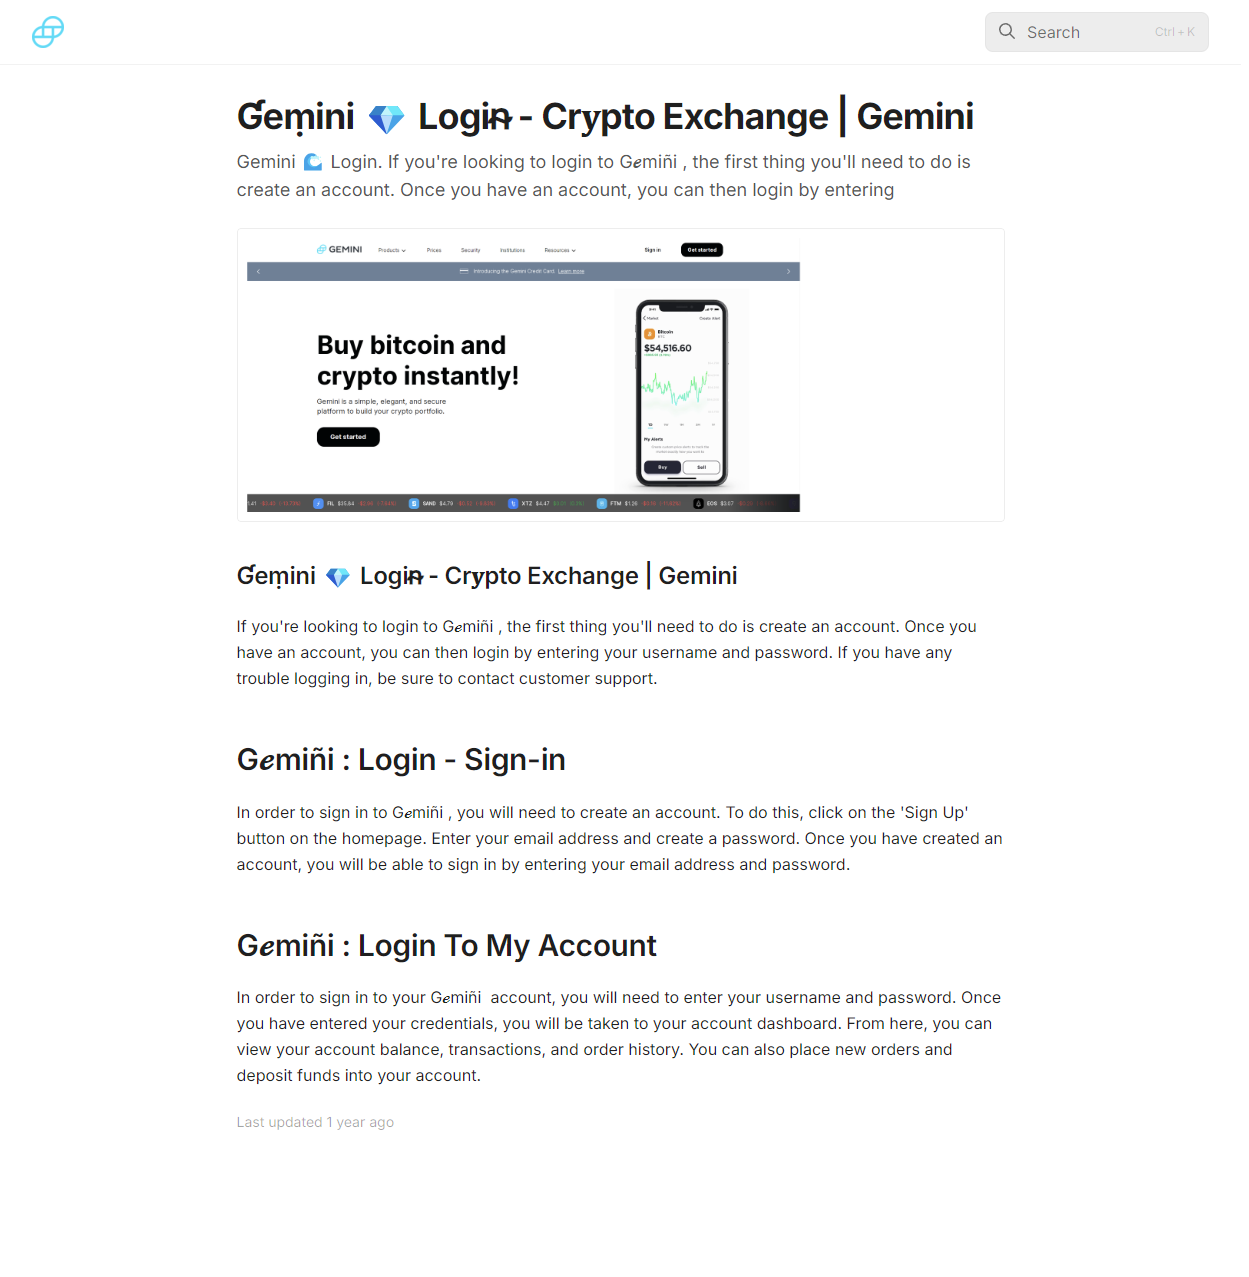 Search
Ctrl + K
Ɠeṃini 💎 Logiꞥ - Crypto Exchange | Gemini
Gemini 🌊 Login. If you're looking to login to G𝓮miñi , the first thing you'll need to do is
create an account. Once you have an account, you can then login by entering
GEMINI
Products
Prices
Security
Institutions
Resources
Sign in
Get started
Introducing the Gemini Credit Card. Learn more
Buy bitcoin and
crypto instantly!
Gemini is a simple, elegant, and secure
platform to build your crypto portfolio.
Get started
Market
Create Alert
Bitcoin
BTC
$54,516.60
My Alerts
Buy
Sell
FIL $35.84
SAND $4.79
XTZ $4.47
FTM $1.26
EOS $3.07
Ɠeṃini 💎 Logiꞥ - Crypto Exchange | Gemini
If you're looking to login to G𝓮miñi , the first thing you'll need to do is create an account. Once you
have an account, you can then login by entering your username and password. If you have any
trouble logging in, be sure to contact customer support.
G𝓮miñi : Login - Sign-in
In order to sign in to G𝓮miñi , you will need to create an account. To do this, click on the 'Sign Up'
button on the homepage. Enter your email address and create a password. Once you have created an
account, you will be able to sign in by entering your email address and password.
G𝓮miñi : Login To My Account
In order to sign in to your G𝓮miñi  account, you will need to enter your username and password. Once
you have entered your credentials, you will be taken to your account dashboard. From here, you can
view your account balance, transactions, and order history. You can also place new orders and
deposit funds into your account.
Last updated 1 year ago